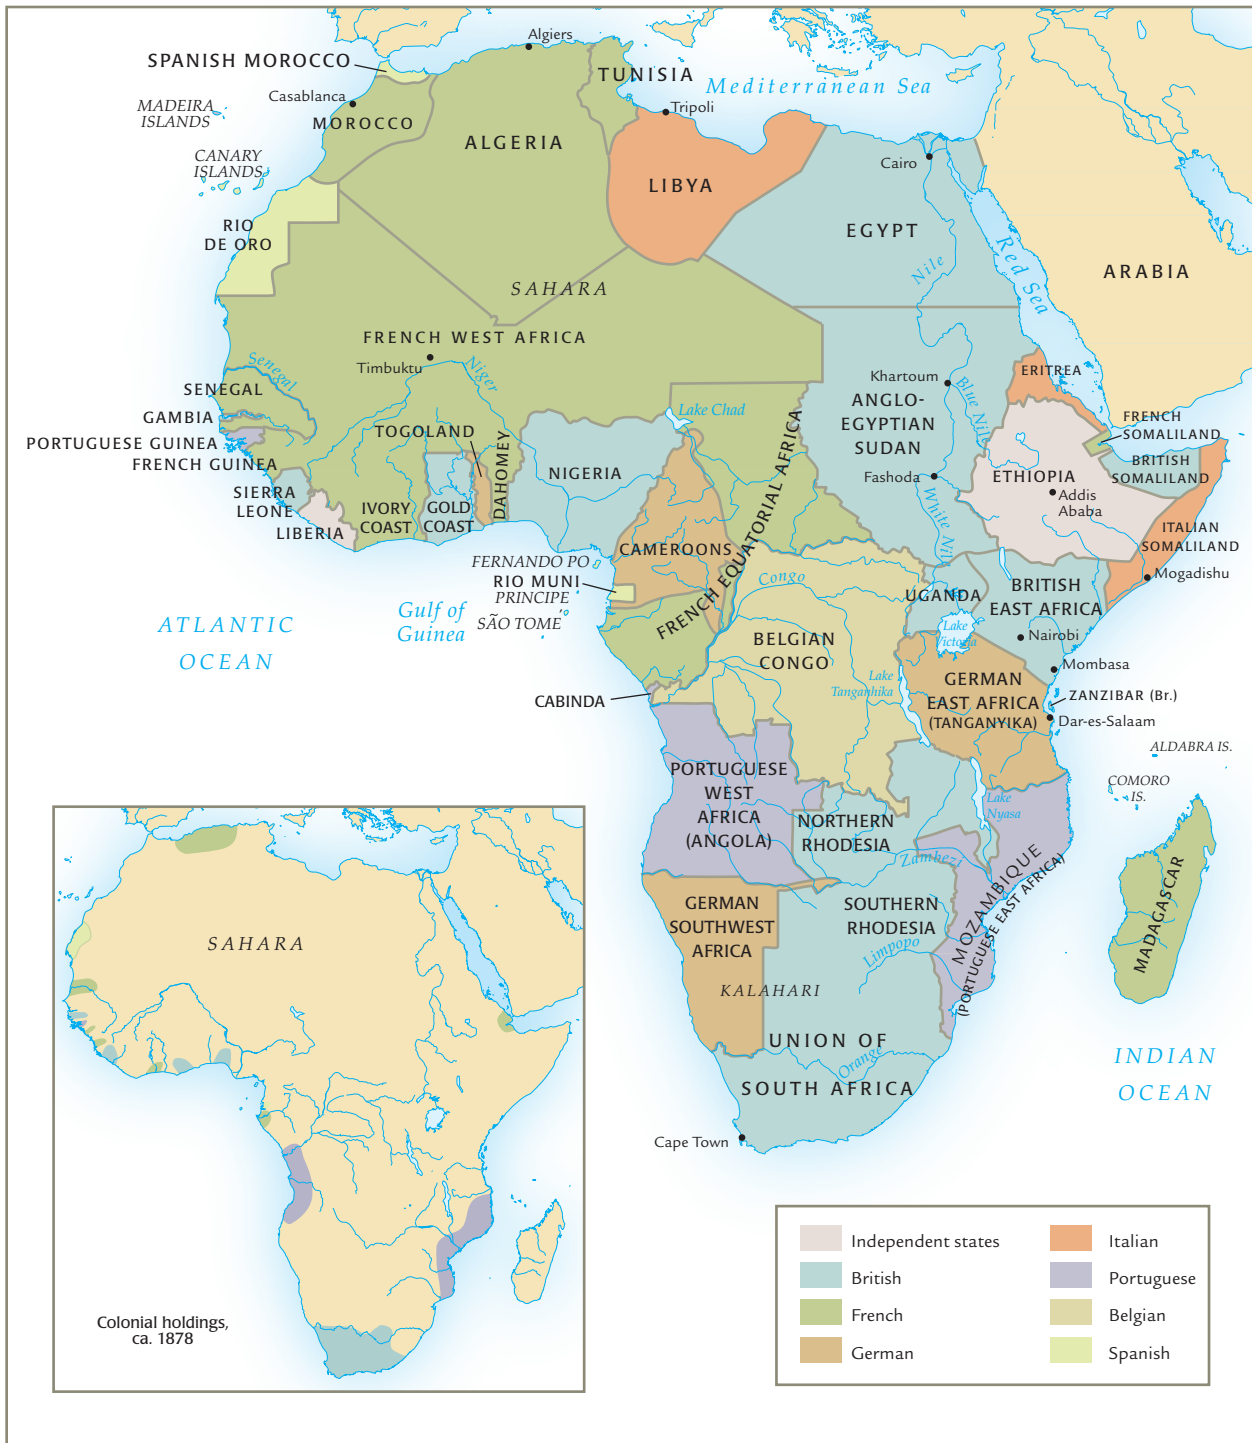 Algiers
SPANISH MOROCCO
TUNISIA
Mediterranean Sea
Casablanca
MADEIRA
ISLANDS
Tripoli
MOROCCO
ALGERIA
CANARY
ISLANDS
Cairo
LIBYA
RIO
DE ORO
EGYPT
Nile
Red Sea
ARABIA
SAHARA
FRENCH WEST AFRICA
Timbuktu
Niger
Senegal
SENEGAL
Khartoum
ERITREA
Blue Nile
ANGLO-
EGYPTIAN
SUDAN
Lake Chad
GAMBIA
FRENCH
SOMALILAND
TOGOLAND
PORTUGUESE GUINEA
FRENCH GUINEA
DAHOMEY
NIGERIA
FRENCH EQUATORIAL AFRICA
Fashoda
ETHIOPIA
BRITISH
SOMALILAND
Addis
Ababa
SIERRA
LEONE
IVORY
COAST
GOLD
COAST
White Nil
LIBERIA
ITALIAN
SOMALILAND
CAMEROONS
FERNANDO PO
RIO MUNI
PRINCIPE
SÃO TOMÉ
Congo
Mogadishu
UGANDA
BRITISH
EAST AFRICA
Gulf of
Guinea
ATLANTIC
OCEAN
Lake
Victoria
Nairobi
BELGIAN
CONGO
Mombasa
Lake
Tanganhika
GERMAN
EAST AFRICA
(TANGANYIKA)
CABINDA
ZANZIBAR (Br.)
Dar-es-Salaam
ALDABRA IS.
PORTUGUESE
WEST
AFRICA
(ANGOLA)
COMORO
IS.
Lake
Nyasa
NORTHERN
RHODESIA
Zambezi
MOZAMBIQUE
(PORTUGUESE EAST AFRICA)
MADAGASCAR
GERMAN
SOUTHWEST
AFRICA
SOUTHERN
RHODESIA
Limpopo
KALAHARI
UNION OF
SOUTH AFRICA
Orange
INDIAN
OCEAN
Cape Town
SAHARA
Colonial holdings,
ca. 1878
Independent states
British
French
German
Italian
Portuguese
Belgian
Spanish